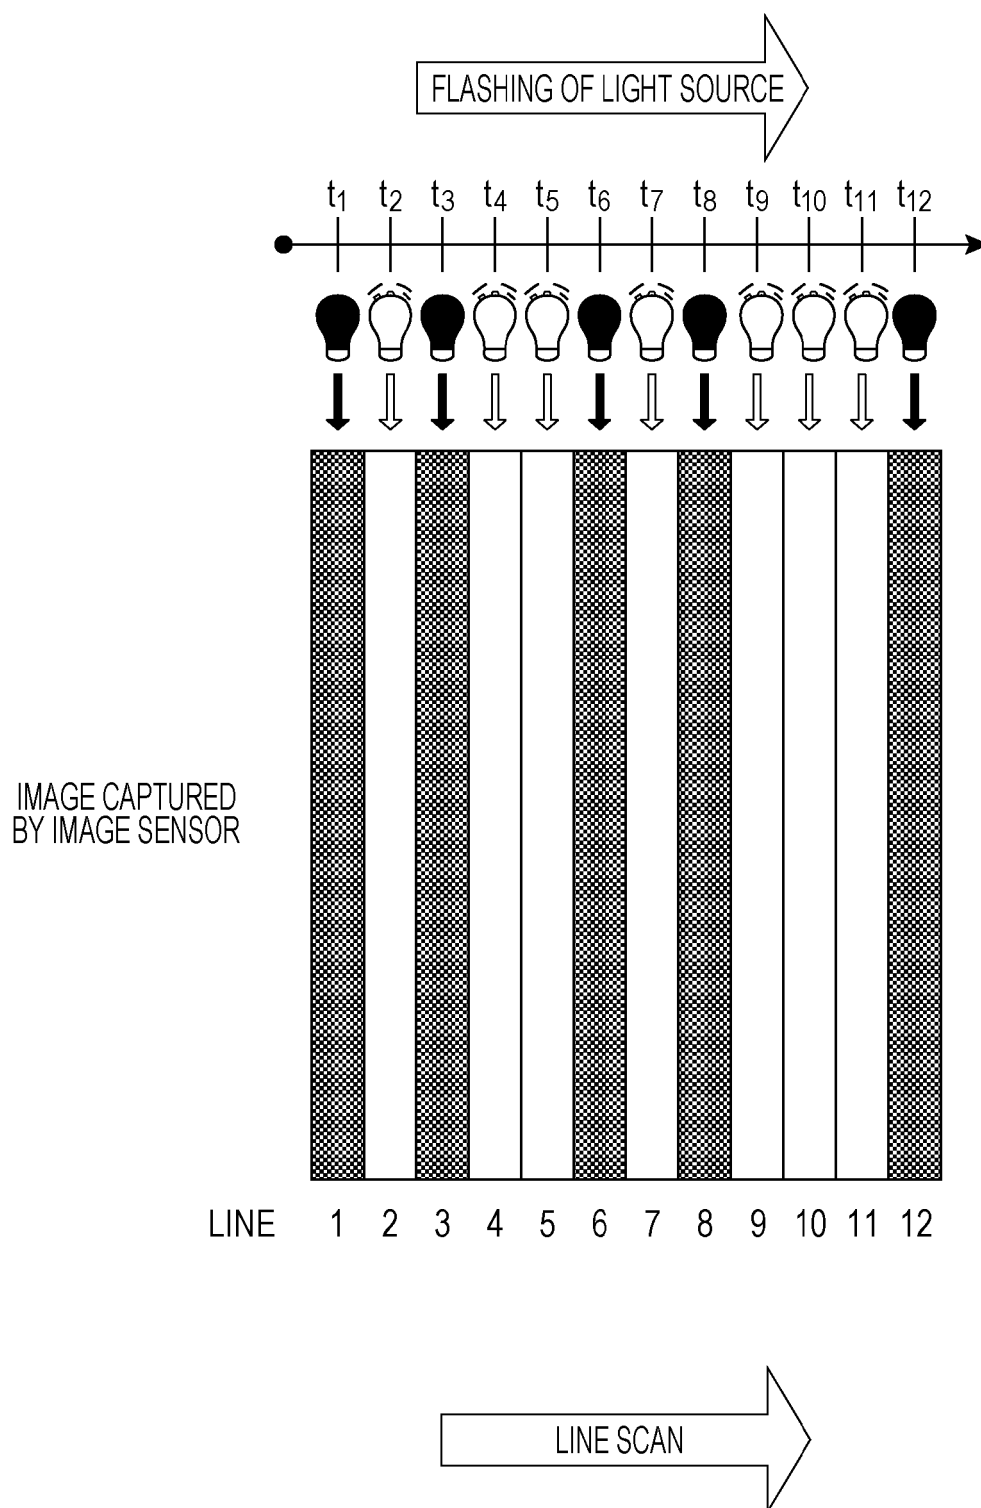 FLASHING OF LIGHT SOURCE
t1 t2 t3 t4 t5 t6 t7 t8 t9 t10 t11 t12
IMAGE CAPTURED
BY IMAGE SENSOR
LINE 1 2 3 4 5 6 7 8 9 10 11 12
LINE SCAN